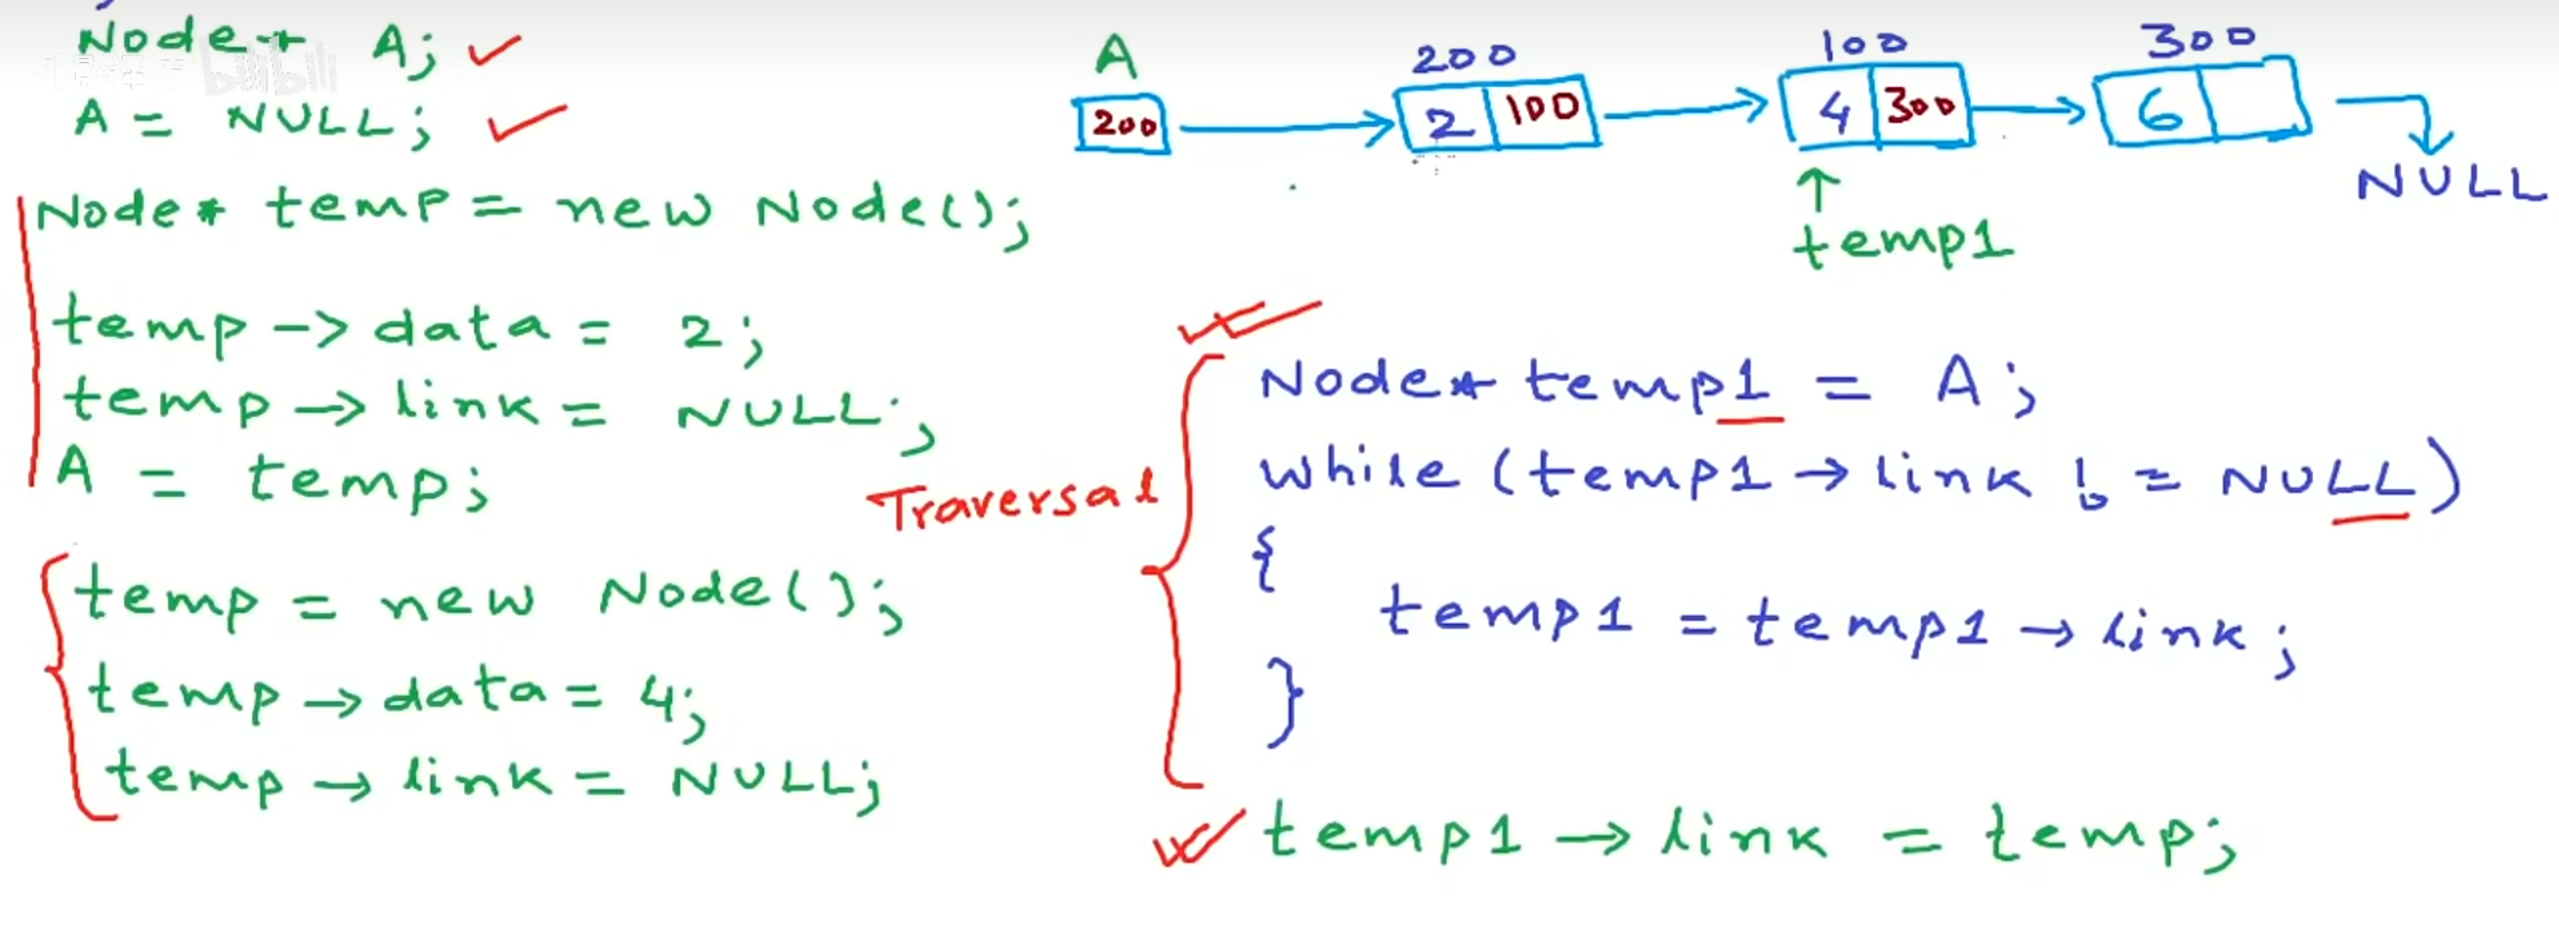 Node* A;
A = NULL;
Node* temp = new Node();
temp -> data = 2;
temp → link = NULL;
A = temp;
temp = new Node();
temp → data = 4;
temp → link = NULL;
A
200
200
2 100
100
4 300
300
6
NULL
temp1
Traversal
Node* temp1 = A;
while (temp1 → link != NULL)
{
temp1 = temp1 → link;
}
temp1 → link = temp;
bilibili